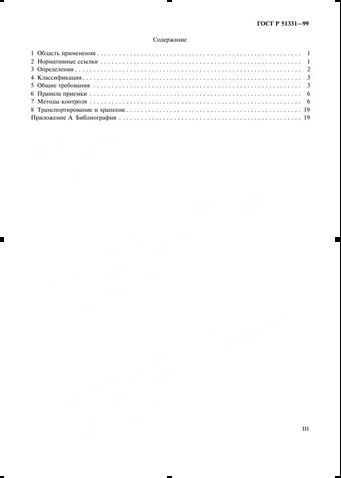 ГОСТ Р 51331—99
Содержание
1 Область применения . . . . . . . . . . . . . . . . . . . . 1
2 Нормативные ссылки . . . . . . . . . . . . . . . . . . . . 1
3 Определения . . . . . . . . . . . . . . . . . . . . 2
4 Классификация . . . . . . . . . . . . . . . . . . . . 3
5 Общие требования . . . . . . . . . . . . . . . . . . . . 3
6 Правила приемки . . . . . . . . . . . . . . . . . . . . 6
7 Методы контроля . . . . . . . . . . . . . . . . . . . . 6
8 Транспортирование и хранение . . . . . . . . . . . . . . . . . . . . 19
Приложение А Библиография . . . . . . . . . . . . . . . . . . . . 19
III